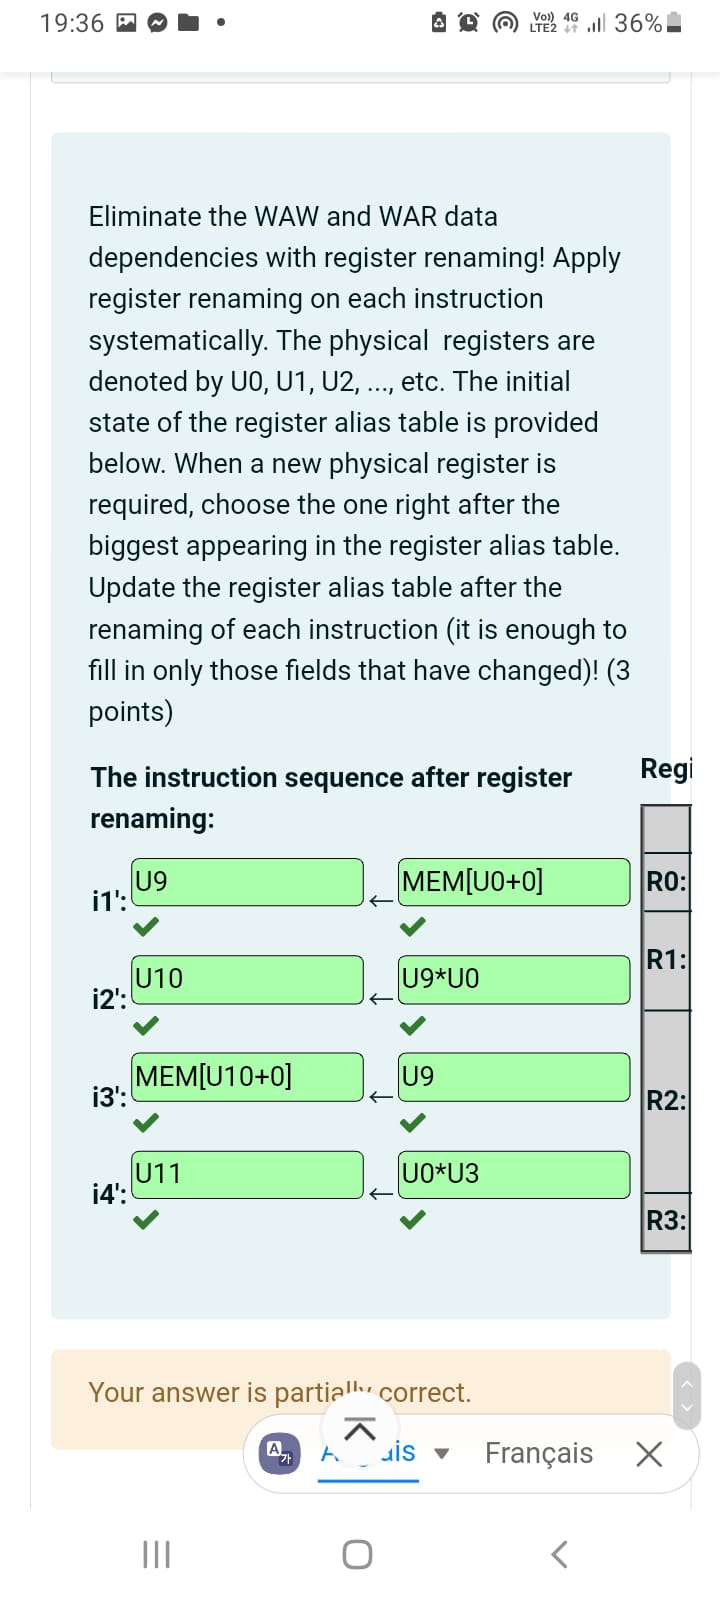 19:36 Vo)) 4G LTE2 36%
Eliminate the WAW and WAR data
dependencies with register renaming! Apply
register renaming on each instruction
systematically. The physical registers are
denoted by U0, U1, U2, ..., etc. The initial
state of the register alias table is provided
below. When a new physical register is
required, choose the one right after the
biggest appearing in the register alias table.
Update the register alias table after the
renaming of each instruction (it is enough to
fill in only those fields that have changed)! (3
points)
The instruction sequence after register
renaming:
Regi
i1': U9 ← MEM[U0+0]
R0:
i2': U10 ← U9*U0
R1:
i3': MEM[U10+0] ← U9
R2:
i4': U11 ← U0*U3
R3:
Your answer is partially correct.
Français